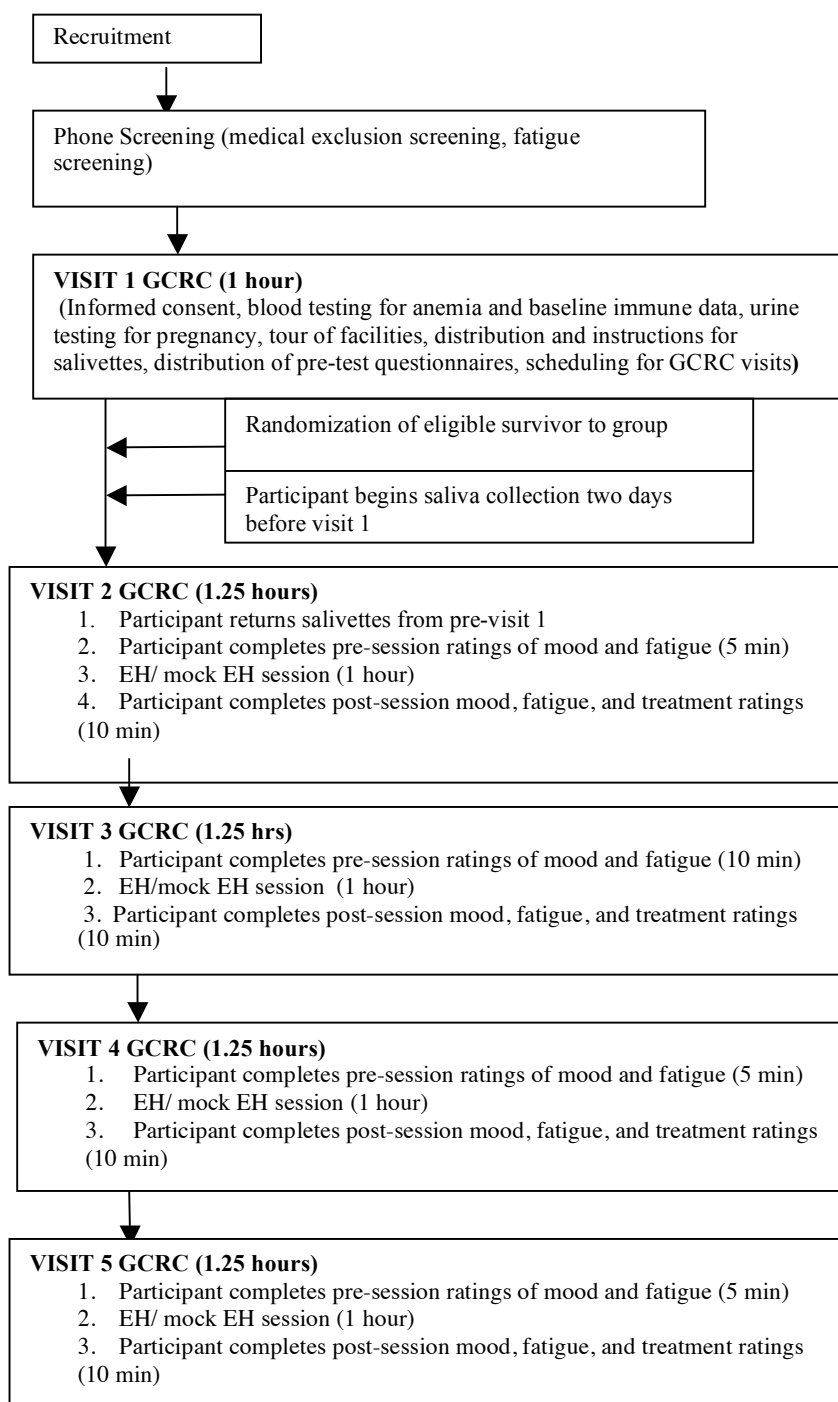 Recruitment
Phone Screening (medical exclusion screening, fatigue
screening)
VISIT 1 GCRC (1 hour)
(Informed consent, blood testing for anemia and baseline immune data, urine
testing for pregnancy, tour of facilities, distribution and instructions for
salivettes, distribution of pre-test questionnaires, scheduling for GCRC visits)
Randomization of eligible survivor to group
Participant begins saliva collection two days
before visit 1
VISIT 2 GCRC (1.25 hours)
1. Participant returns salivettes from pre-visit 1
2. Participant completes pre-session ratings of mood and fatigue (5 min)
3. EH/ mock EH session (1 hour)
4. Participant completes post-session mood, fatigue, and treatment ratings
(10 min)
VISIT 3 GCRC (1.25 hrs)
1. Participant completes pre-session ratings of mood and fatigue (10 min)
2. EH/mock EH session (1 hour)
3. Participant completes post-session mood, fatigue, and treatment ratings
(10 min)
VISIT 4 GCRC (1.25 hours)
1. Participant completes pre-session ratings of mood and fatigue (5 min)
2. EH/ mock EH session (1 hour)
3. Participant completes post-session mood, fatigue, and treatment ratings
(10 min)
VISIT 5 GCRC (1.25 hours)
1. Participant completes pre-session ratings of mood and fatigue (5 min)
2. EH/ mock EH session (1 hour)
3. Participant completes post-session mood, fatigue, and treatment ratings
(10 min)